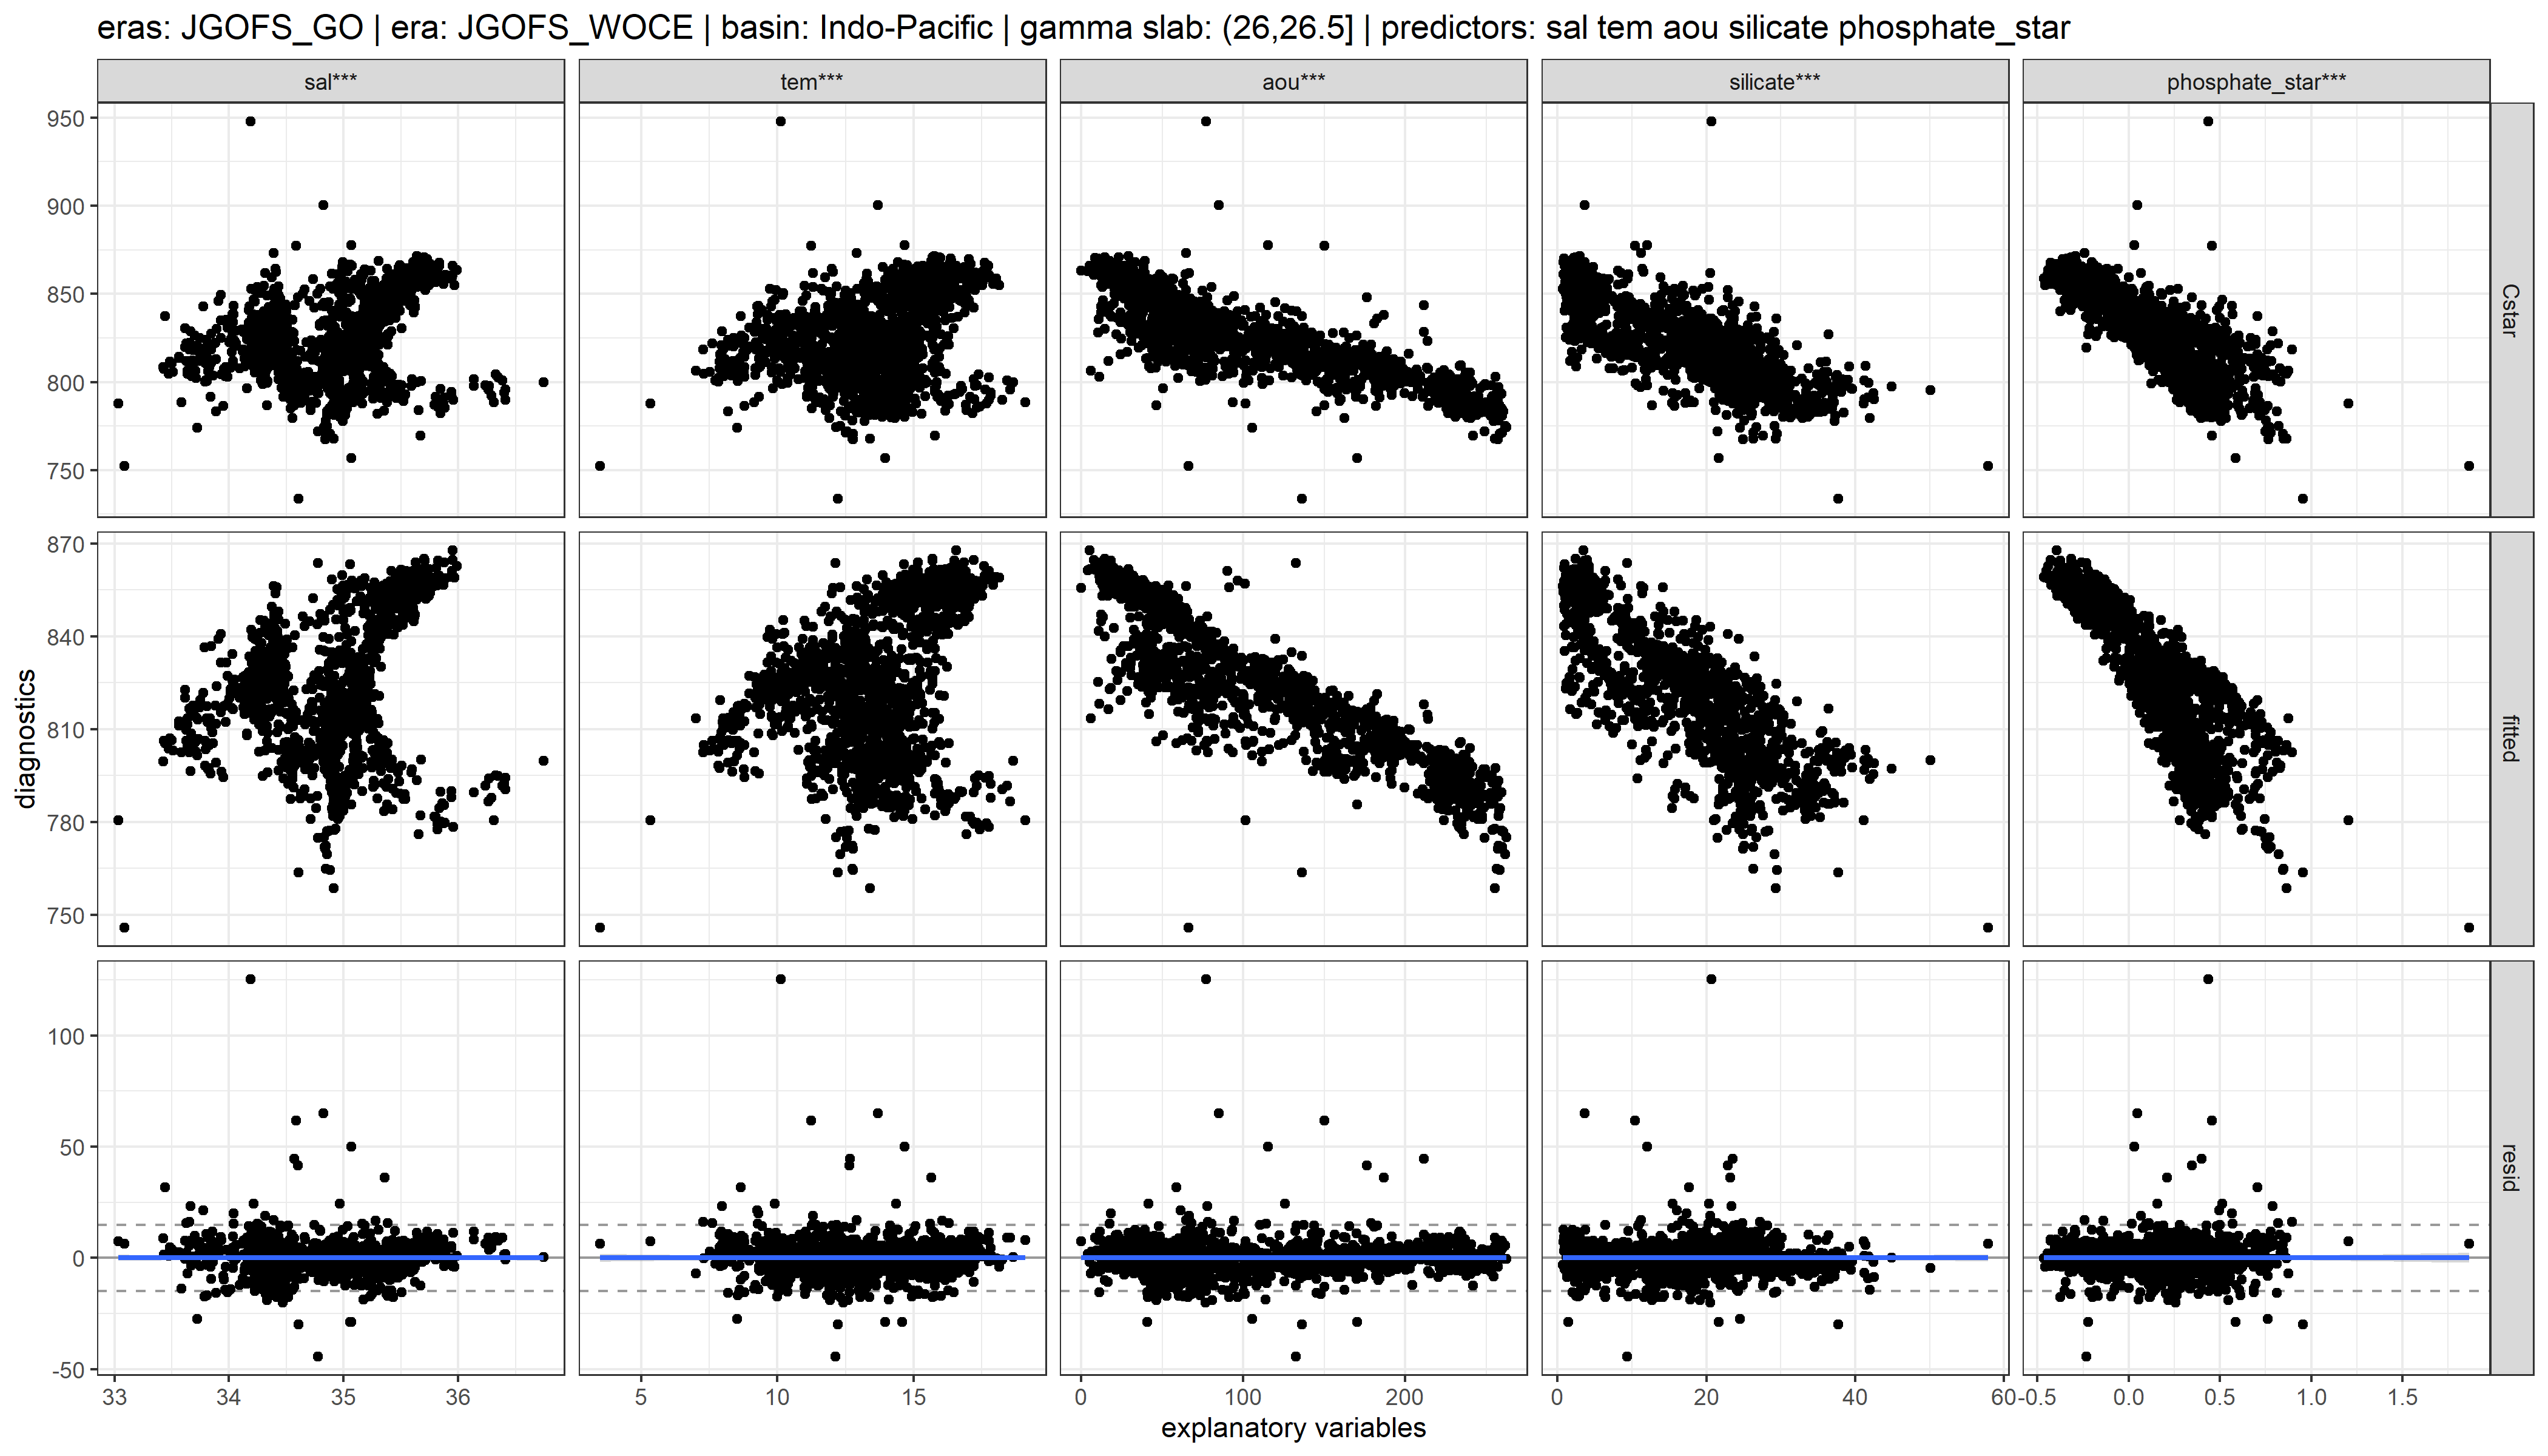 eras: JGOFS_GO | era: JGOFS_WOCE | basin: Indo-Pacific | gamma slab: (26,26.5] | predictors: sal tem aou silicate phosphate_star
sal*** tem*** aou*** silicate*** phosphate_star***
950
900
850
800
750
Cstar
870
840
810
780
750
fitted
diagnostics
100
50
0
-50
resid
33 34 35 36 5 10 15 0 100 200 0 20 40 60 -0.5 0.0 0.5 1.0 1.5
explanatory variables